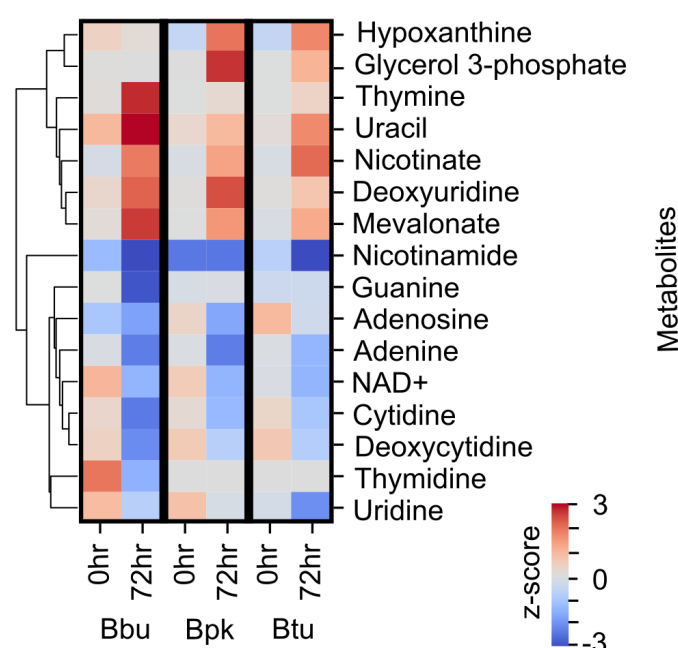 Hypoxanthine
Glycerol 3-phosphate
Thymine
Uracil
Nicotinate
Deoxyuridine
Mevalonate
Nicotinamide
Guanine
Adenosine
Adenine
NAD+
Cytidine
Deoxycytidine
Thymidine
Uridine
Metabolites
0hr 72hr 0hr 72hr 0hr 72hr
Bbu Bpk Btu
z-score
3
0
-3